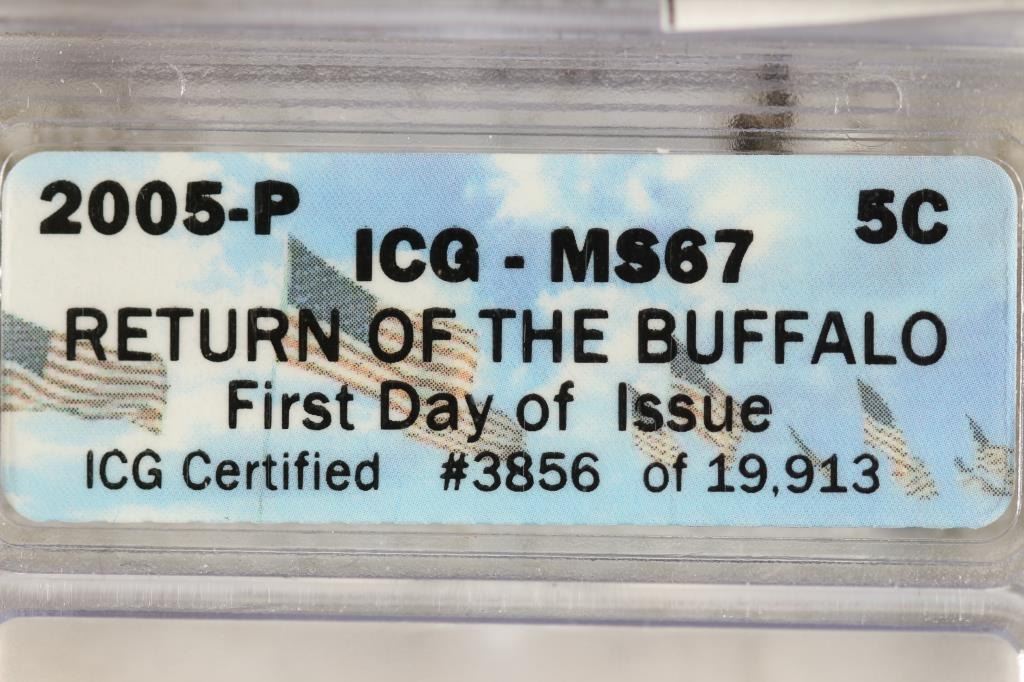 2005-P 5C
ICG - MS67
RETURN OF THE BUFFALO
First Day of Issue
ICG Certified #3856 of 19,913